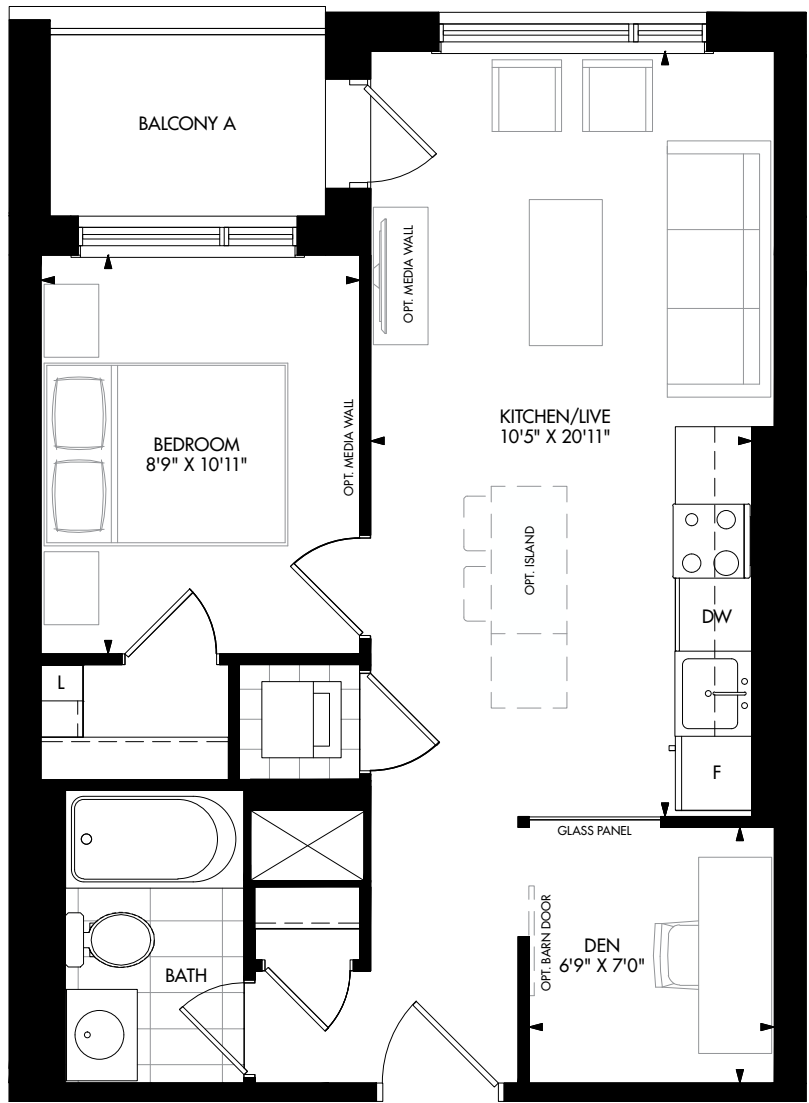 BALCONY A
OPT. MEDIA WALL
KITCHEN/LIVE
10'5" X 20'11"
BEDROOM
8'9" X 10'11"
OPT. MEDIA WALL
OPT. ISLAND
DW
L
F
GLASS PANEL
OPT. BARN DOOR
DEN
6'9" X 7'0"
BATH